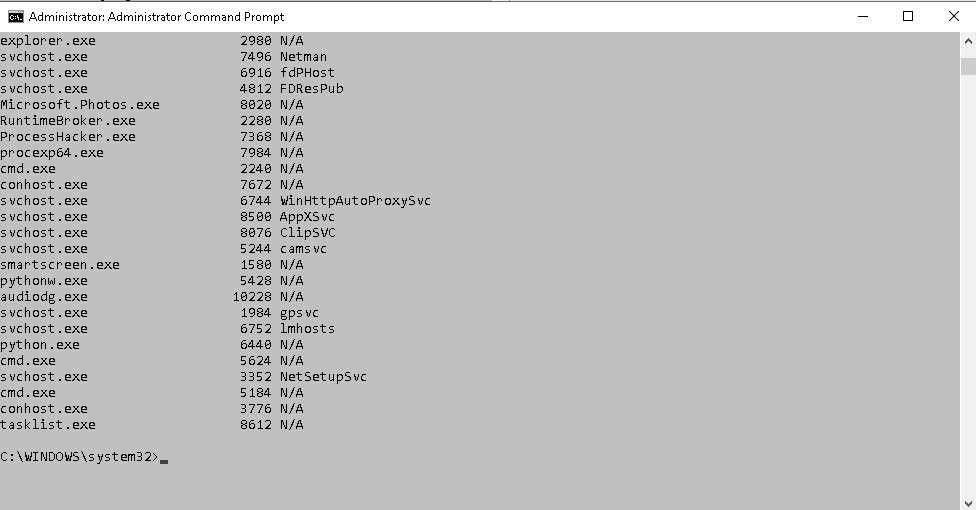 Administrator: Administrator Command Prompt
explorer.exe                  2980 N/A
svchost.exe                   7496 Netman
svchost.exe                   6916 fdPHost
svchost.exe                   4812 FDResPub
Microsoft.Photos.exe          8020 N/A
RuntimeBroker.exe             2280 N/A
ProcessHacker.exe             7368 N/A
procexp64.exe                 7984 N/A
cmd.exe                       2240 N/A
conhost.exe                   7672 N/A
svchost.exe                   6744 WinHttpAutoProxySvc
svchost.exe                   8500 AppXSvc
svchost.exe                   8076 ClipSVC
svchost.exe                   5244 camsvc
smartscreen.exe               1580 N/A
pythonw.exe                   5428 N/A
audiodg.exe                  10228 N/A
svchost.exe                   1984 gpsvc
svchost.exe                   6752 lmhosts
python.exe                    6440 N/A
cmd.exe                       5624 N/A
svchost.exe                   3352 NetSetupSvc
cmd.exe                       5184 N/A
conhost.exe                   3776 N/A
tasklist.exe                  8612 N/A
C:\WINDOWS\system32>